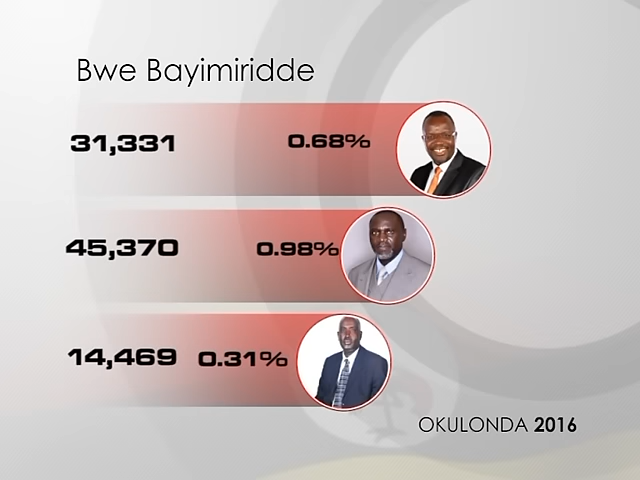 Bwe Bayimiridde
31,331 0.68%
45,370 0.98%
14,469 0.31%
OKULONDA 2016